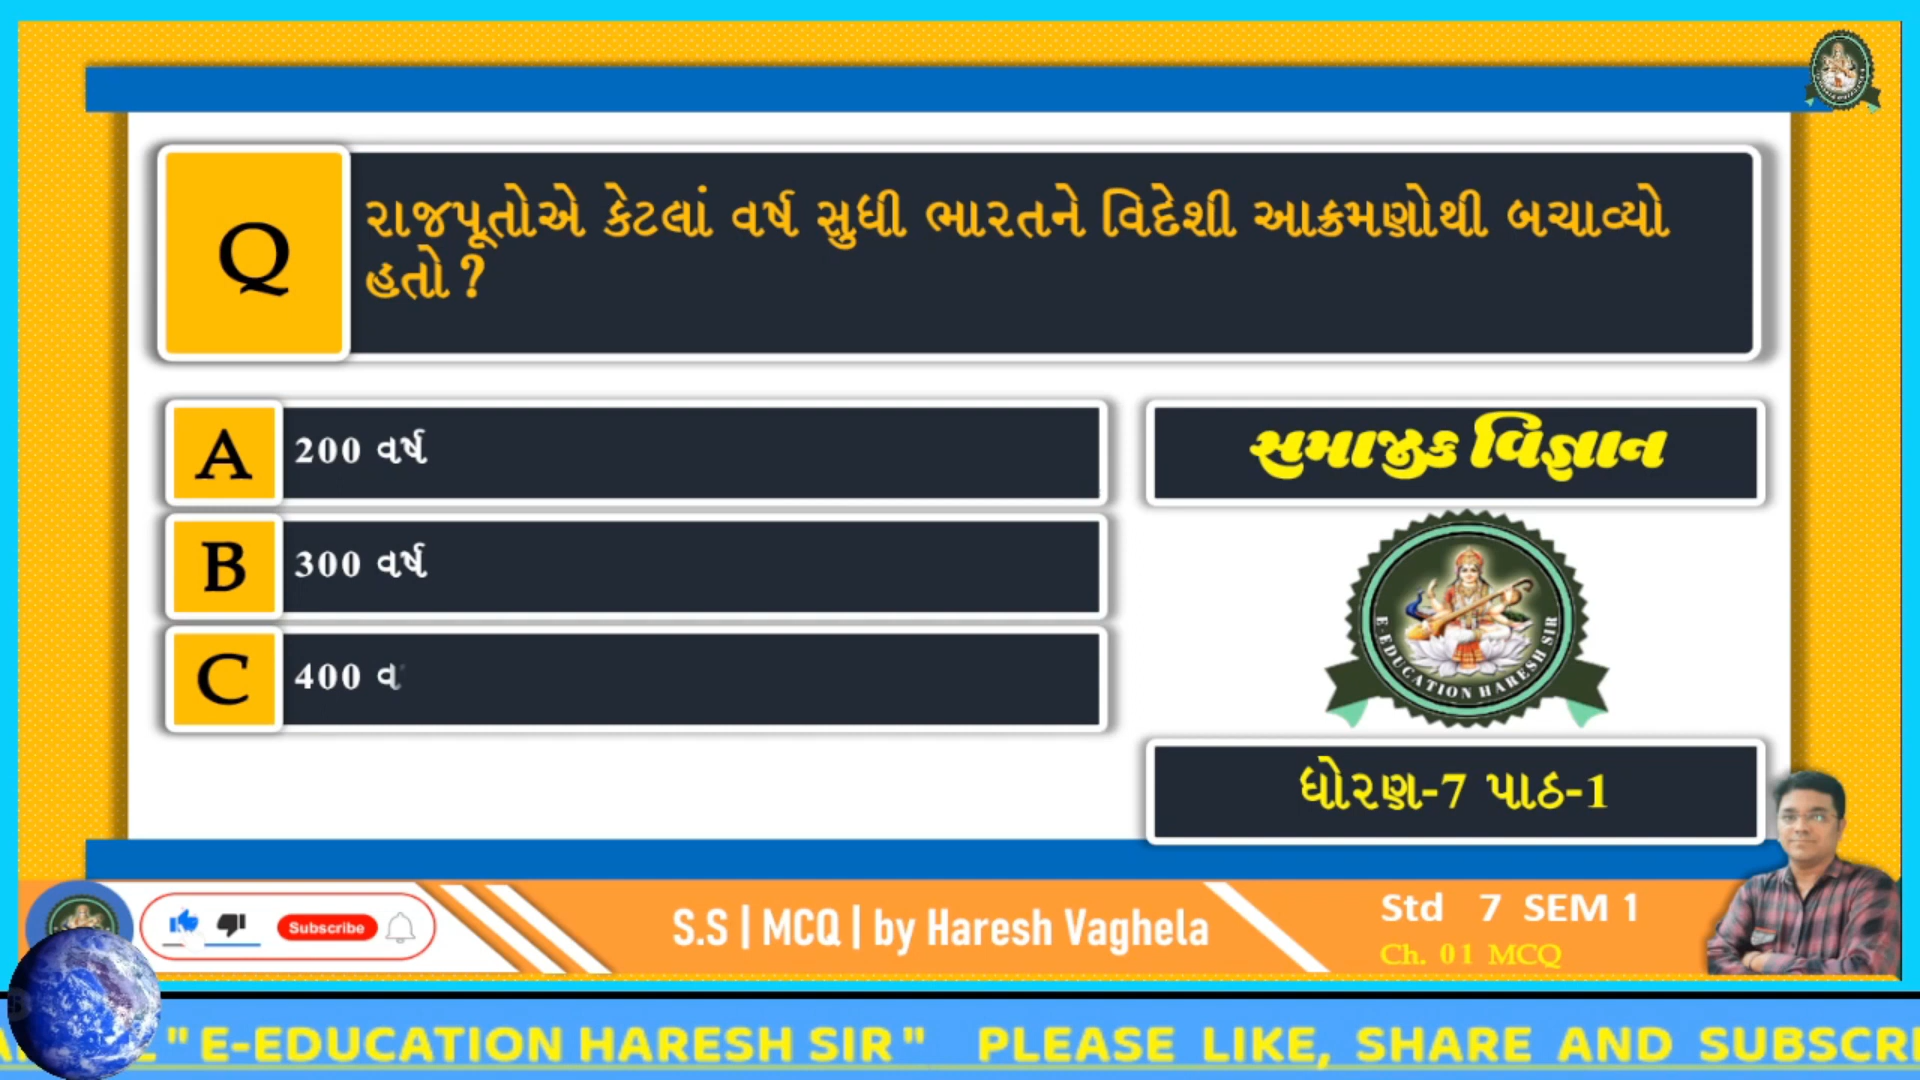 Q
રાજપૂતોએ કેટલાં વર્ષ સુધી ભારતને વિદેશી આક્રમણોથી બચાવ્યો
હતો ?
A
200 વર્ષ
B
300 વર્ષ
C
400 વ
સમાજીક વિજ્ઞાન
E-EDUCATION HARESH SIR
ધોરણ-7 પાઠ-1
Subscribe
S.S | MCQ | by Haresh Vaghela
Std 7 SEM 1
Ch. 01 MCQ
"E-EDUCATION HARESH SIR" PLEASE LIKE, SHARE AND SUBSCR